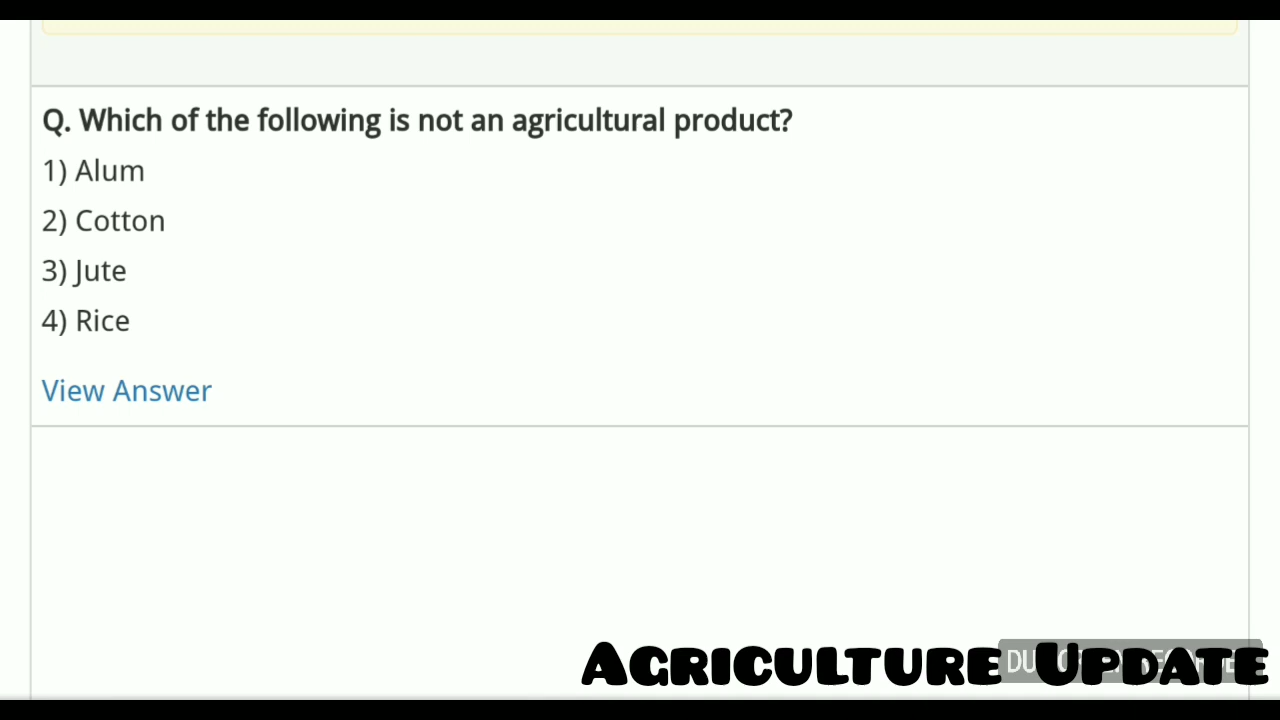 Q. Which of the following is not an agricultural product?
1) Alum
2) Cotton
3) Jute
4) Rice
View Answer
AGRICULTURE UPDATE